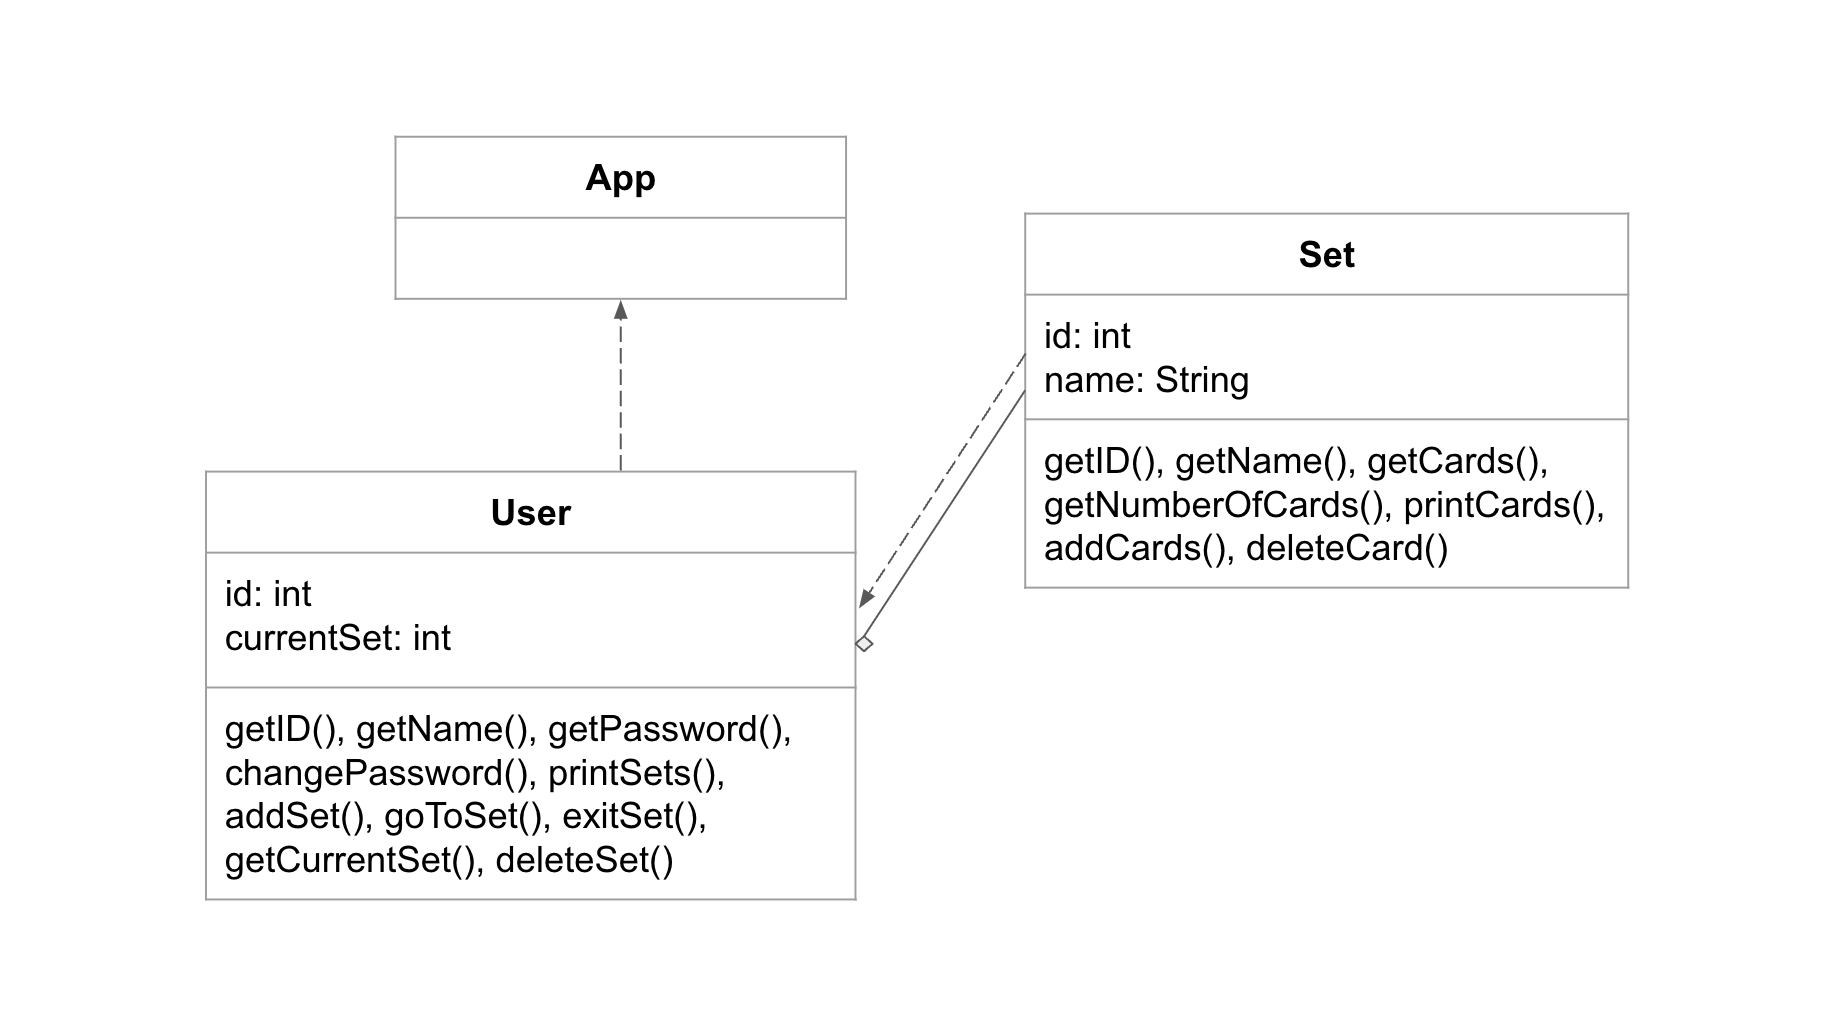 App
Set
id: int
name: String
getID(), getName(), getCards(),
getNumberOfCards(), printCards(),
addCards(), deleteCard()
User
id: int
currentSet: int
getID(), getName(), getPassword(),
changePassword(), printSets(),
addSet(), goToSet(), exitSet(),
getCurrentSet(), deleteSet()